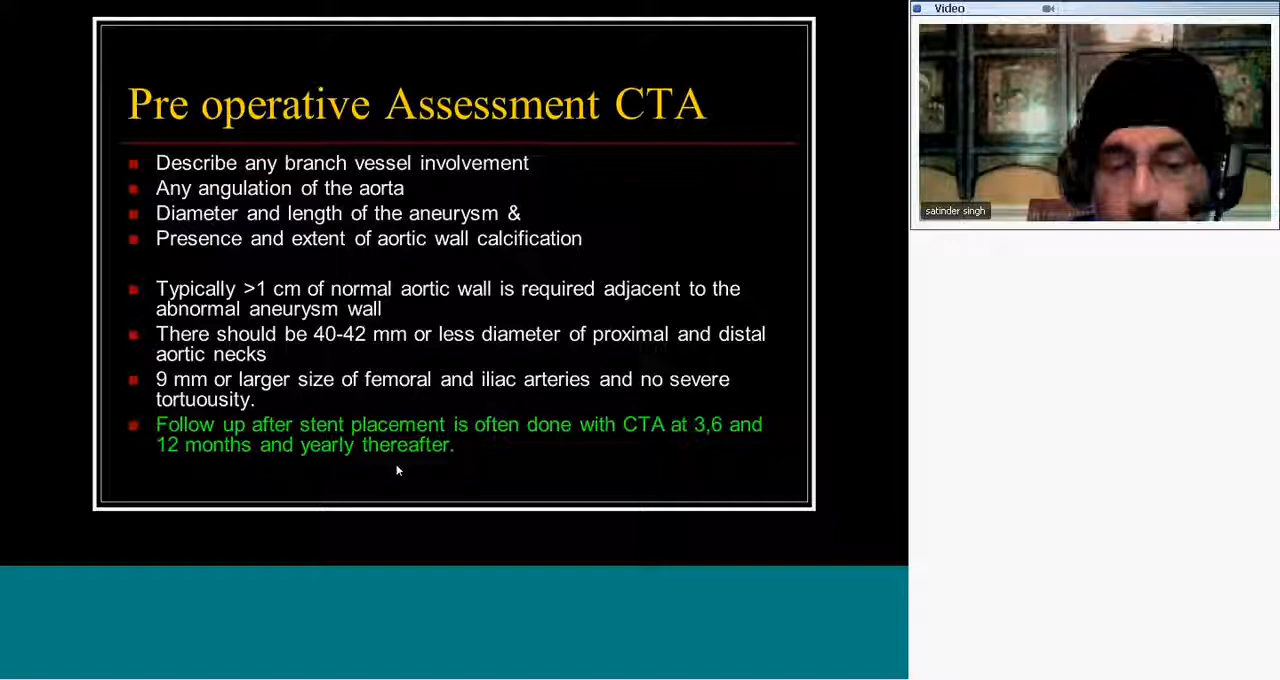 Pre operative Assessment CTA
Describe any branch vessel involvement
Any angulation of the aorta
Diameter and length of the aneurysm &
Presence and extent of aortic wall calcification
Typically >1 cm of normal aortic wall is required adjacent to the
abnormal aneurysm wall
There should be 40-42 mm or less diameter of proximal and distal
aortic necks
9 mm or larger size of femoral and iliac arteries and no severe
tortuousity.
Follow up after stent placement is often done with CTA at 3,6 and
12 months and yearly thereafter.
Video
satinder singh